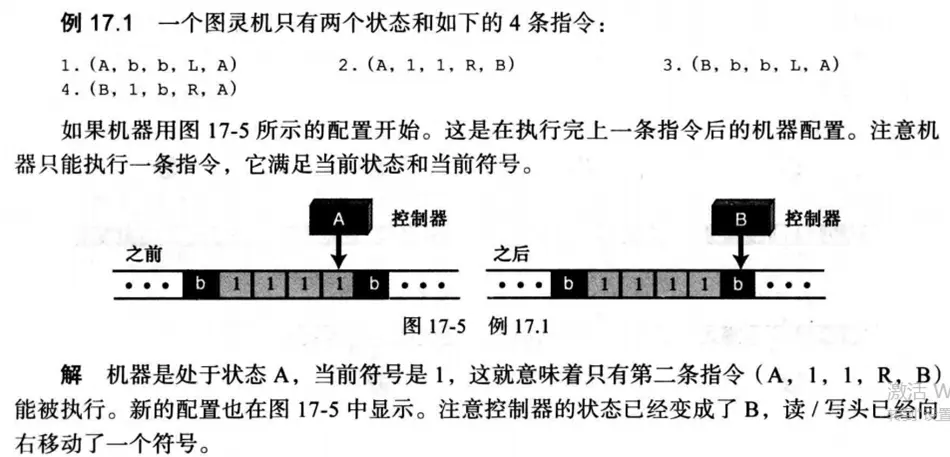 例 17.1 一个图灵机只有两个状态和如下的 4 条指令：
1. (A, b, b, L, A) 2. (A, 1, 1, R, B) 3. (B, b, b, L, A)
4. (B, 1, b, R, A)
如果机器用图 17-5 所示的配置开始。这是在执行完上一条指令后的机器配置。注意机
器只能执行一条指令，它满足当前状态和当前符号。
A 控制器 B 控制器
之前 之后
••• b 1 1 1 1 b ••• ••• b 1 1 1 1 b •••
图 17-5 例 17.1
解 机器是处于状态 A，当前符号是 1，这就意味着只有第二条指令（A, 1, 1, R, B）
能被执行。新的配置也在图 17-5 中显示。注意控制器的状态已经变成了 B，读 / 写头已经向
右移动了一个符号。
激活 W